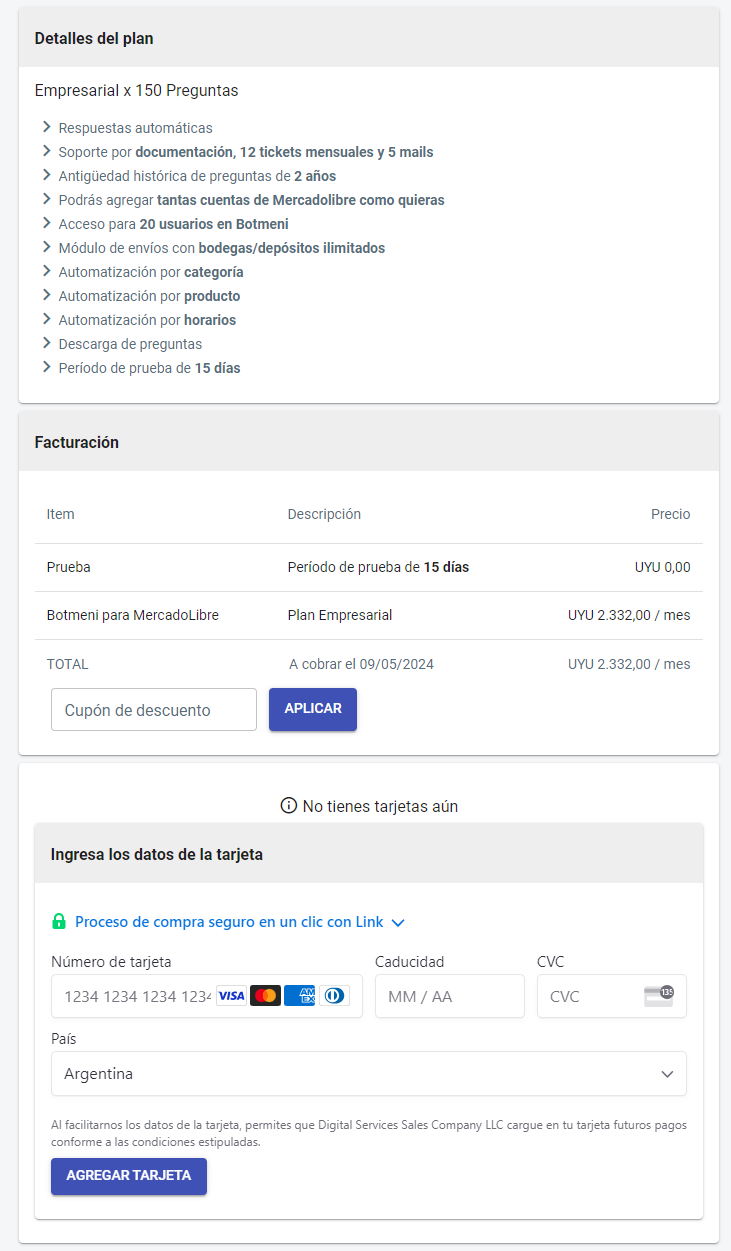 Detalles del plan
Empresarial x 150 Preguntas
Respuestas automáticas
Soporte por documentación, 12 tickets mensuales y 5 mails
Antigüedad histórica de preguntas de 2 años
Podrás agregar tantas cuentas de Mercadolibre como quieras
Acceso para 20 usuarios en Botmeni
Módulo de envíos con bodegas/depósitos ilimitados
Automatización por categoría
Automatización por producto
Automatización por horarios
Descarga de preguntas
Período de prueba de 15 días
Facturación
Item Descripción Precio
Prueba Período de prueba de 15 días UYU 0,00
Botmeni para MercadoLibre Plan Empresarial UYU 2.332,00 / mes
TOTAL A cobrar el 09/05/2024 UYU 2.332,00 / mes
Cupón de descuento APLICAR
No tienes tarjetas aún
Ingresa los datos de la tarjeta
Proceso de compra seguro en un clic con Link
Número de tarjeta Caducidad CVC
1234 1234 1234 1234 VISA AMEX MM / AA CVC 135
País
Argentina
Al facilitarnos los datos de la tarjeta, permites que Digital Services Sales Company LLC cargue en tu tarjeta futuros pagos
conforme a las condiciones estipuladas.
AGREGAR TARJETA